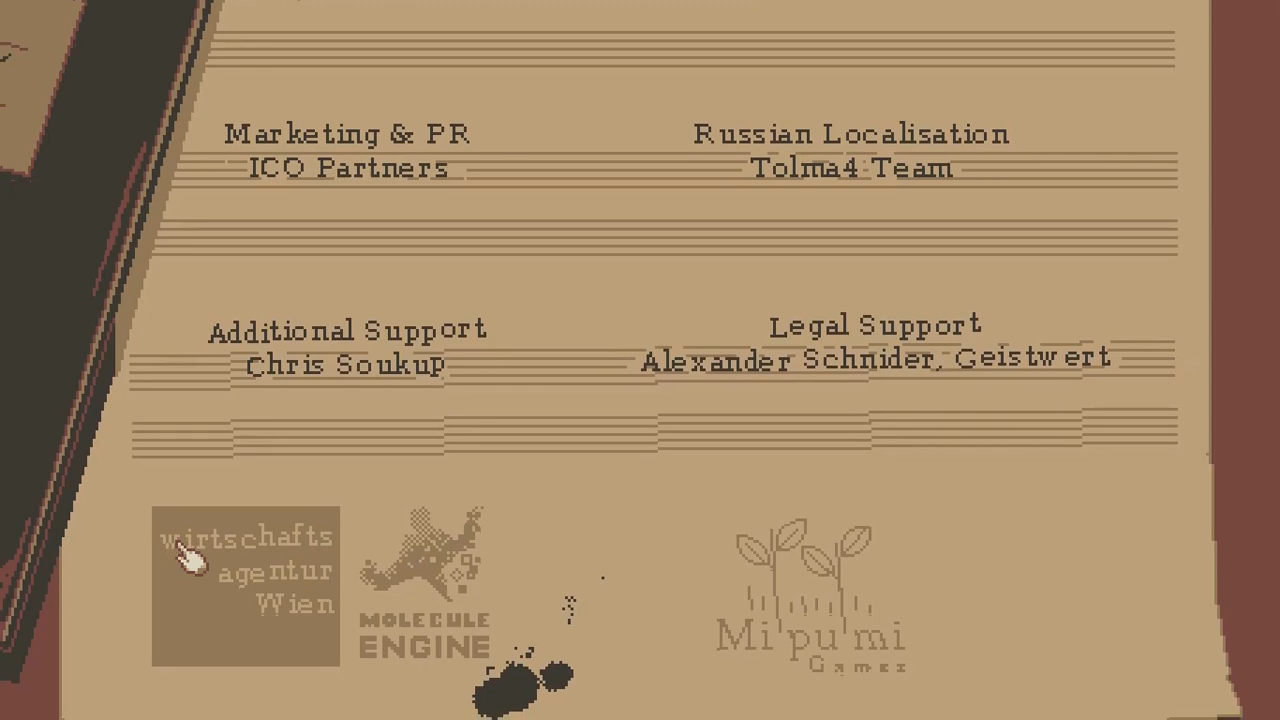 Marketing & PR
ICO Partners
Russian Localisation
Tolma4 Team
Additional Support
Chris Soukup
Legal Support
Alexander Schnider, Geistwert
wirtschafts
agentur
Wien
MOLECULE
ENGINE
Mi'pu'mi
Games